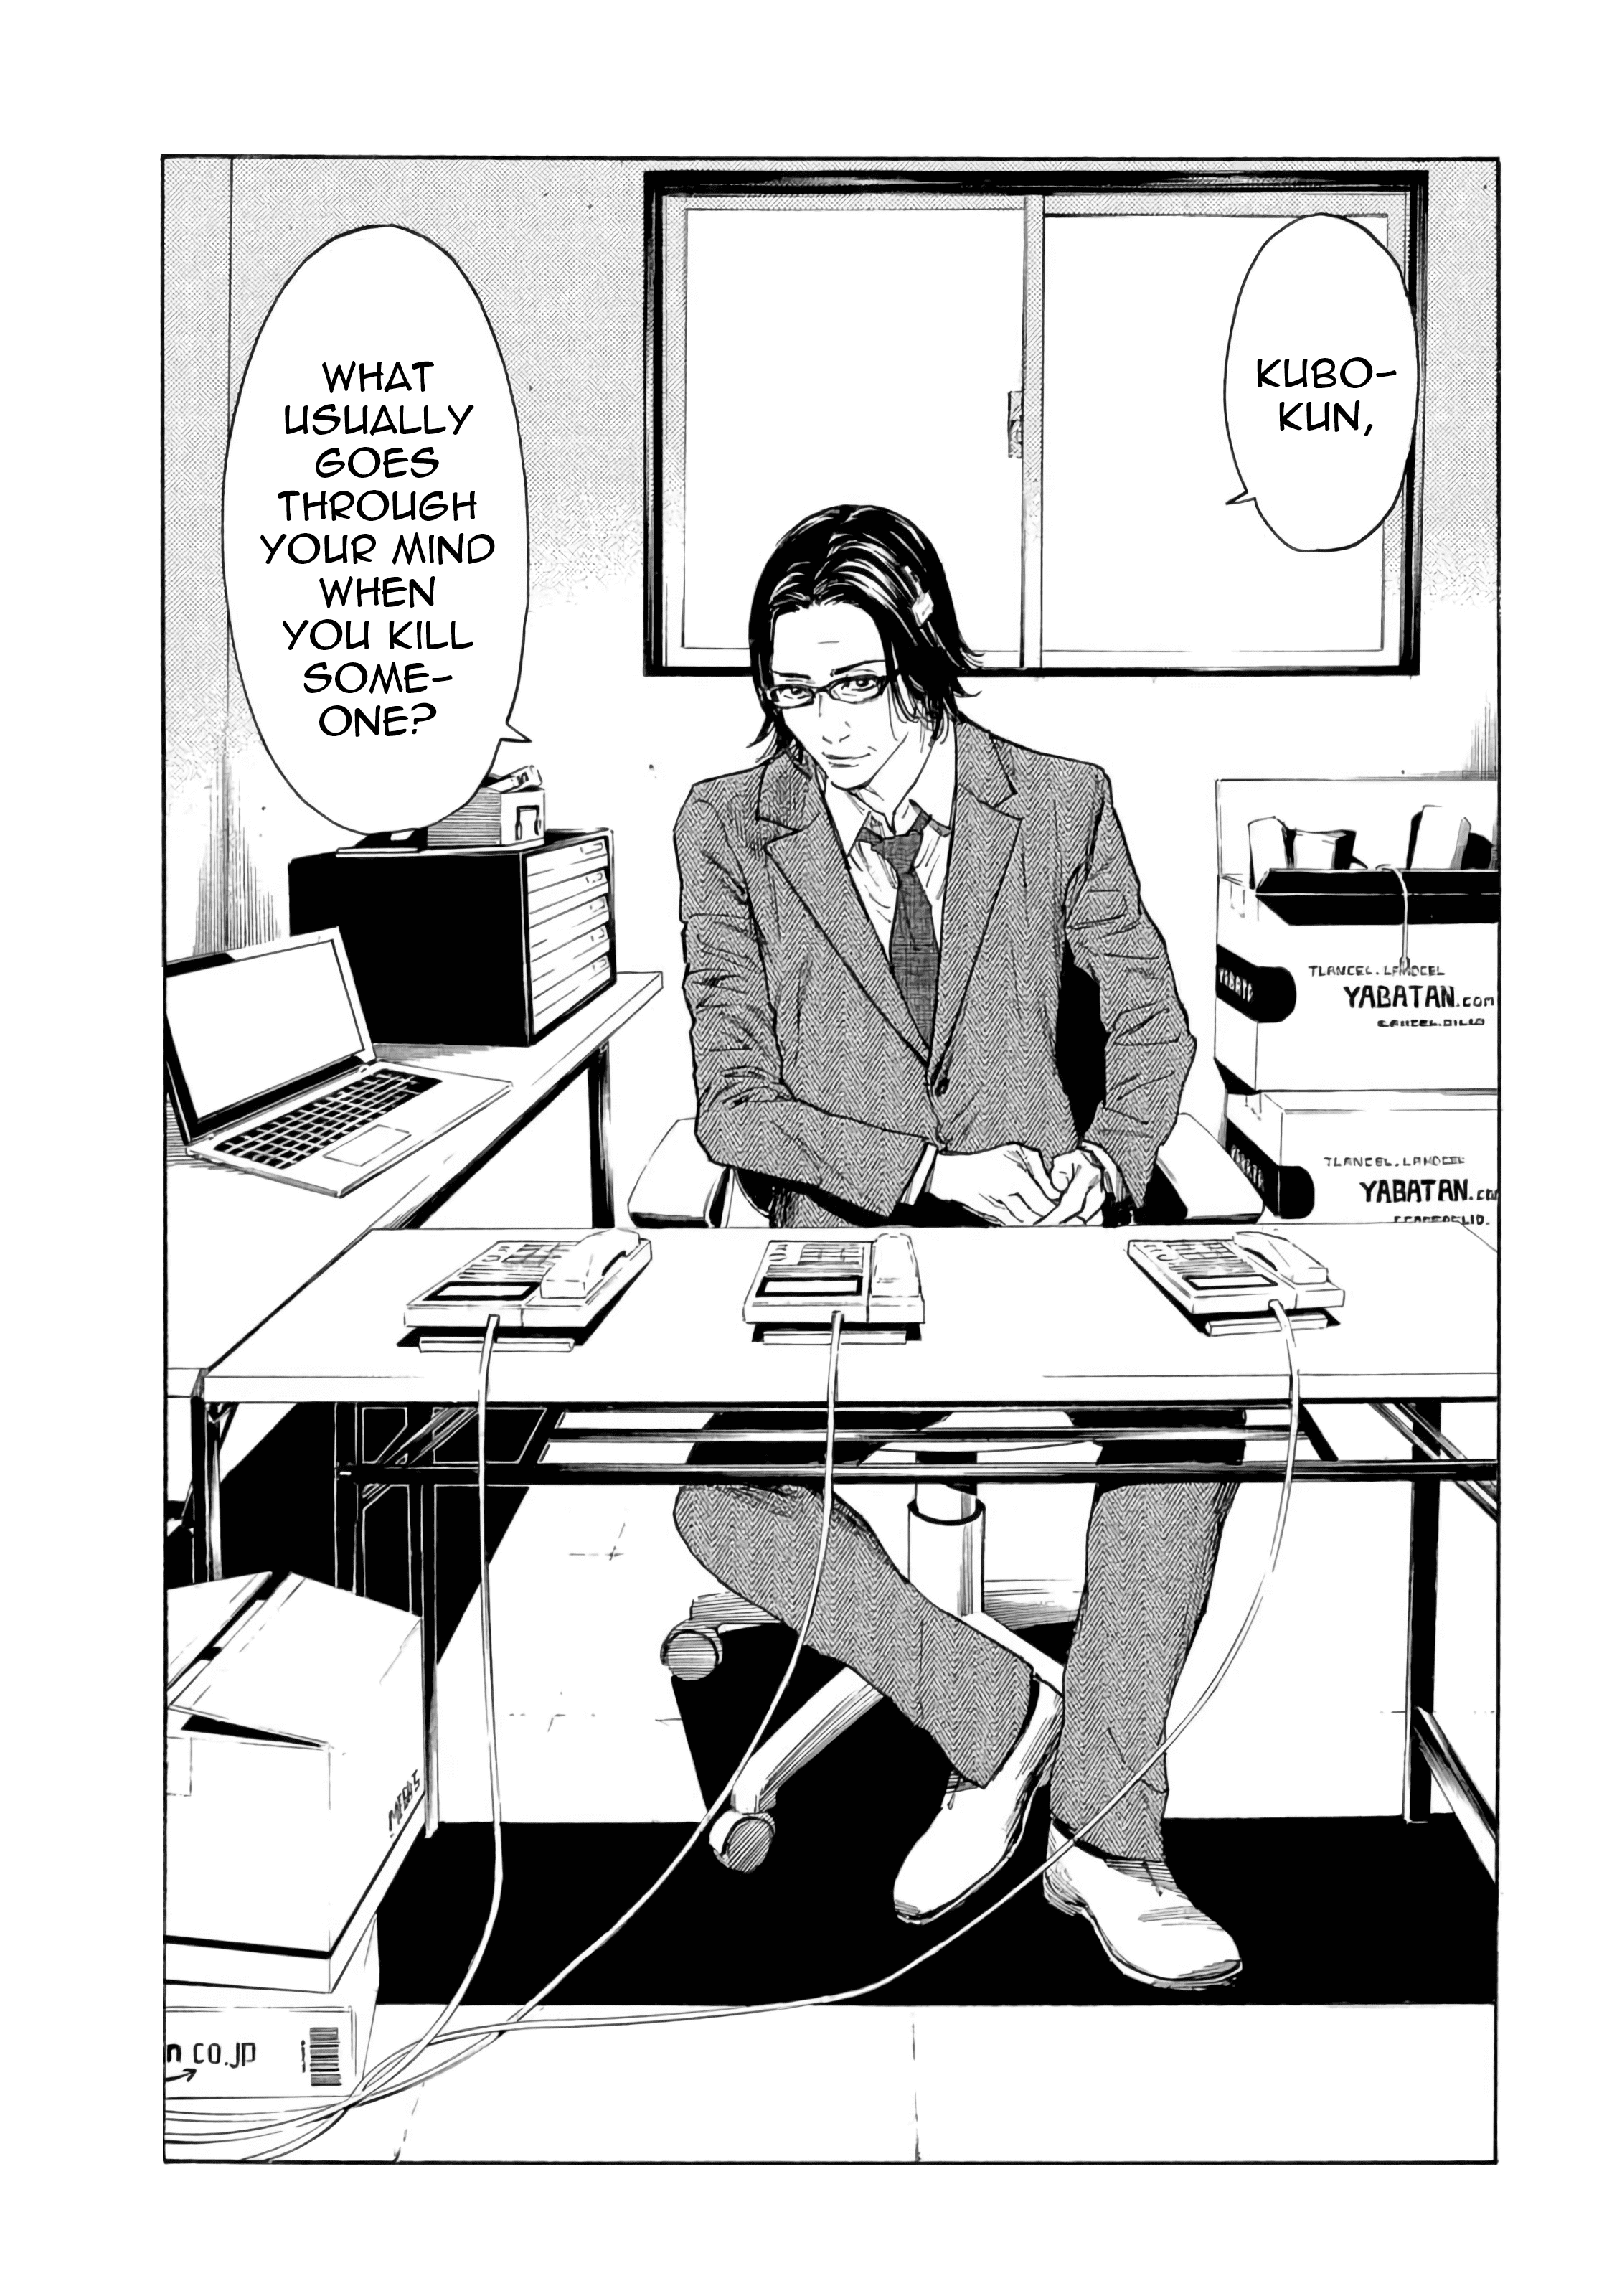 KUBO-
KUN,
WHAT
USUALLY
GOES
THROUGH
YOUR MIND
WHEN
YOU KILL
SOME-
ONE?
YABATAN.com
YABATAN.co
n co.jp